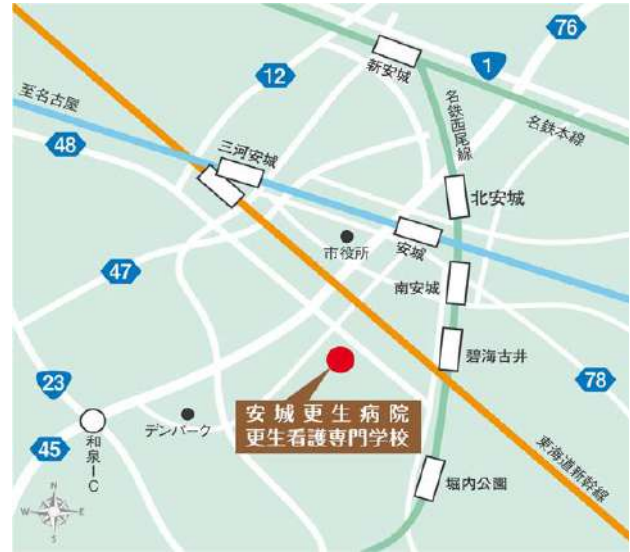 76
1
12
新安城
至名古屋
名鉄西尾線
名鉄本線
48
三河安城
北安城
安城
市役所
南安城
47
碧海古井
23
78
安城更生病院
更生看護専門学校
デンパーク
和泉IC
45
東海道新幹線
堀内公園
N
W
E
S